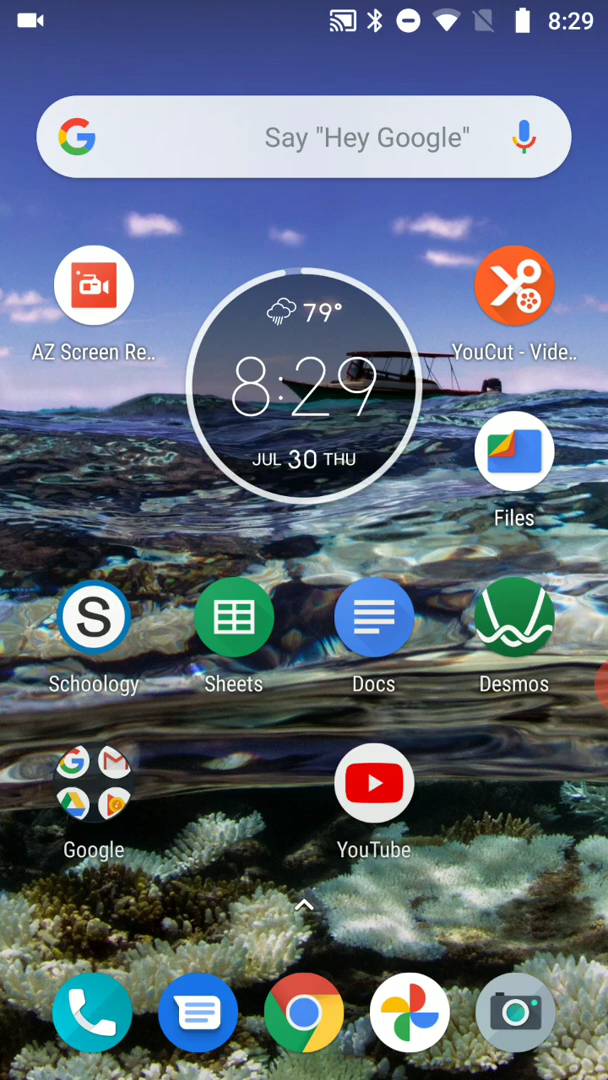 8:29
Say "Hey Google"
79°
8:29
JUL 30 THU
AZ Screen Re..
YouCut - Vide..
Files
S
Schoology
Sheets
Docs
Desmos
Google
YouTube